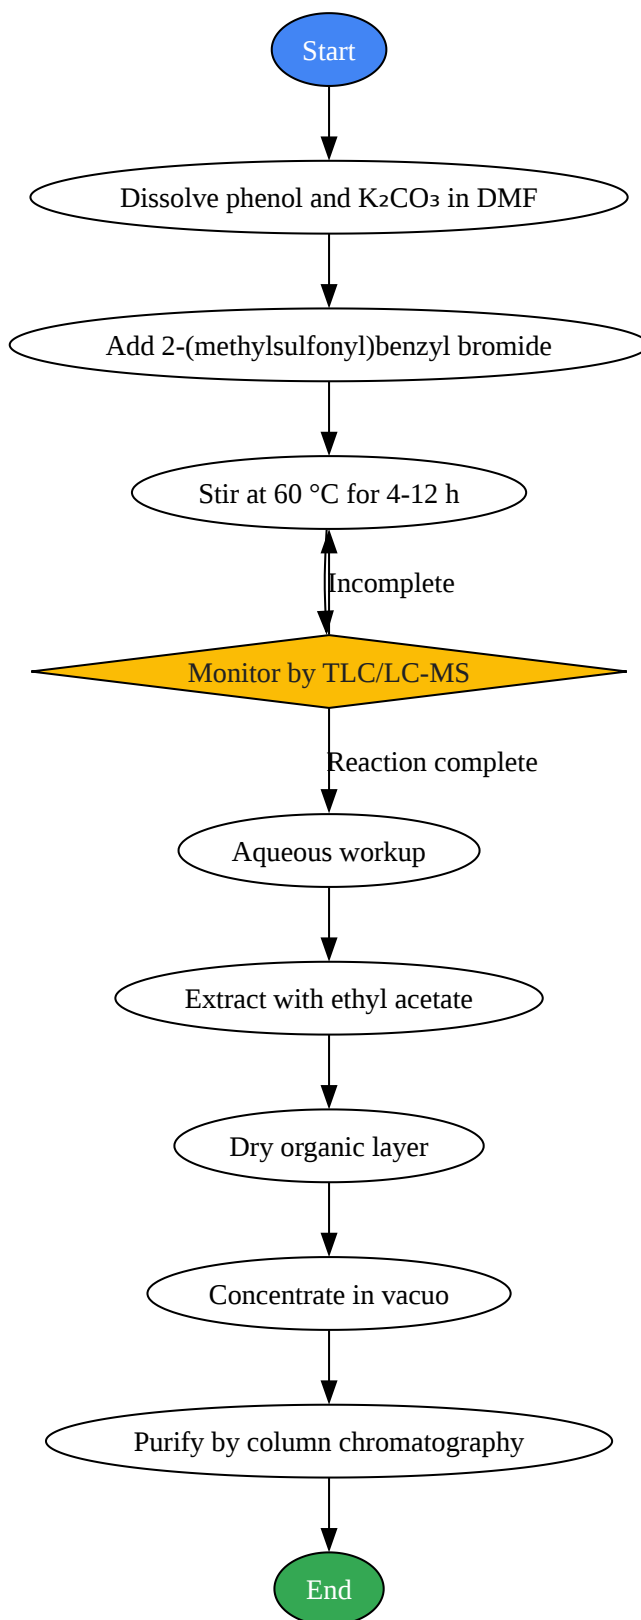 Start
Dissolve phenol and K₂CO₃ in DMF
Add 2-(methylsulfonyl)benzyl bromide
Stir at 60 °C for 4-12 h
Incomplete
Monitor by TLC/LC-MS
Reaction complete
Aqueous workup
Extract with ethyl acetate
Dry organic layer
Concentrate in vacuo
Purify by column chromatography
End